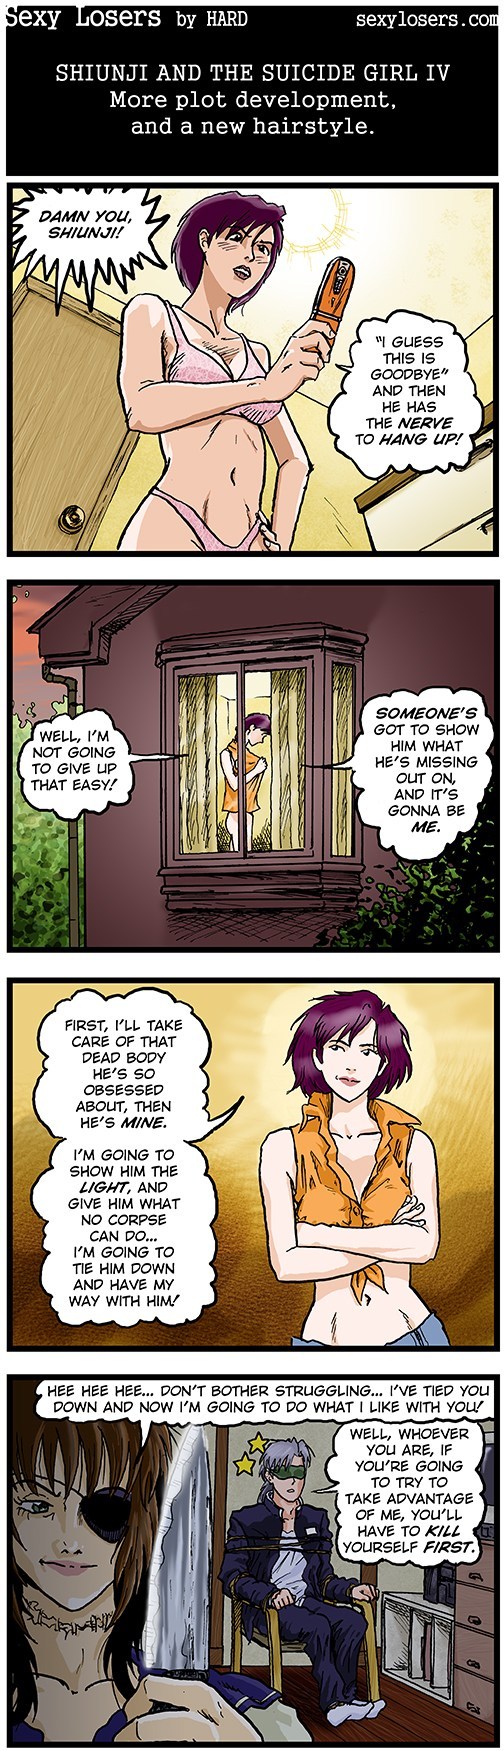 Sexy Losers by HARD
sexylosers.com
SHIUNJI AND THE SUICIDE GIRL IV
More plot development,
and a new hairstyle.
DAMN YOU,
SHIUNJI!
"I GUESS
THIS IS
GOODBYE"
AND THEN
HE HAS
THE NERVE
TO HANG UP!
WELL, I'M
NOT GOING
TO GIVE UP
THAT EASY!
SOMEONE'S
GOT TO SHOW
HIM WHAT
HE'S MISSING
OUT ON,
AND IT'S
GONNA BE
ME.
FIRST, I'LL TAKE
CARE OF THAT
DEAD BODY
HE'S SO
OBSESSED
ABOUT, THEN
HE'S MINE.
I'M GOING TO
SHOW HIM THE
LIGHT, AND
GIVE HIM WHAT
NO CORPSE
CAN DO...
I'M GOING TO
TIE HIM DOWN
AND HAVE MY
WAY WITH HIM!
HEE HEE HEE... DON'T BOTHER STRUGGLING... I'VE TIED YOU
DOWN AND NOW I'M GOING TO DO WHAT I LIKE WITH YOU!
WELL, WHOEVER
YOU ARE, IF
YOU'RE GOING
TO TRY TO
TAKE ADVANTAGE
OF ME, YOU'LL
HAVE TO KILL
YOURSELF FIRST.